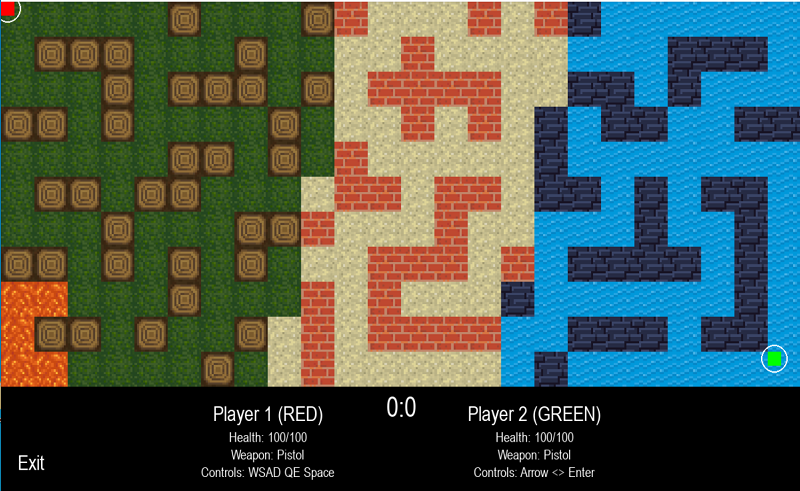 Player 1 (RED)
Health: 100/100
Weapon: Pistol
Controls: WSAD QE Space
0:0
Player 2 (GREEN)
Health: 100/100
Weapon: Pistol
Controls: Arrow <> Enter
Exit